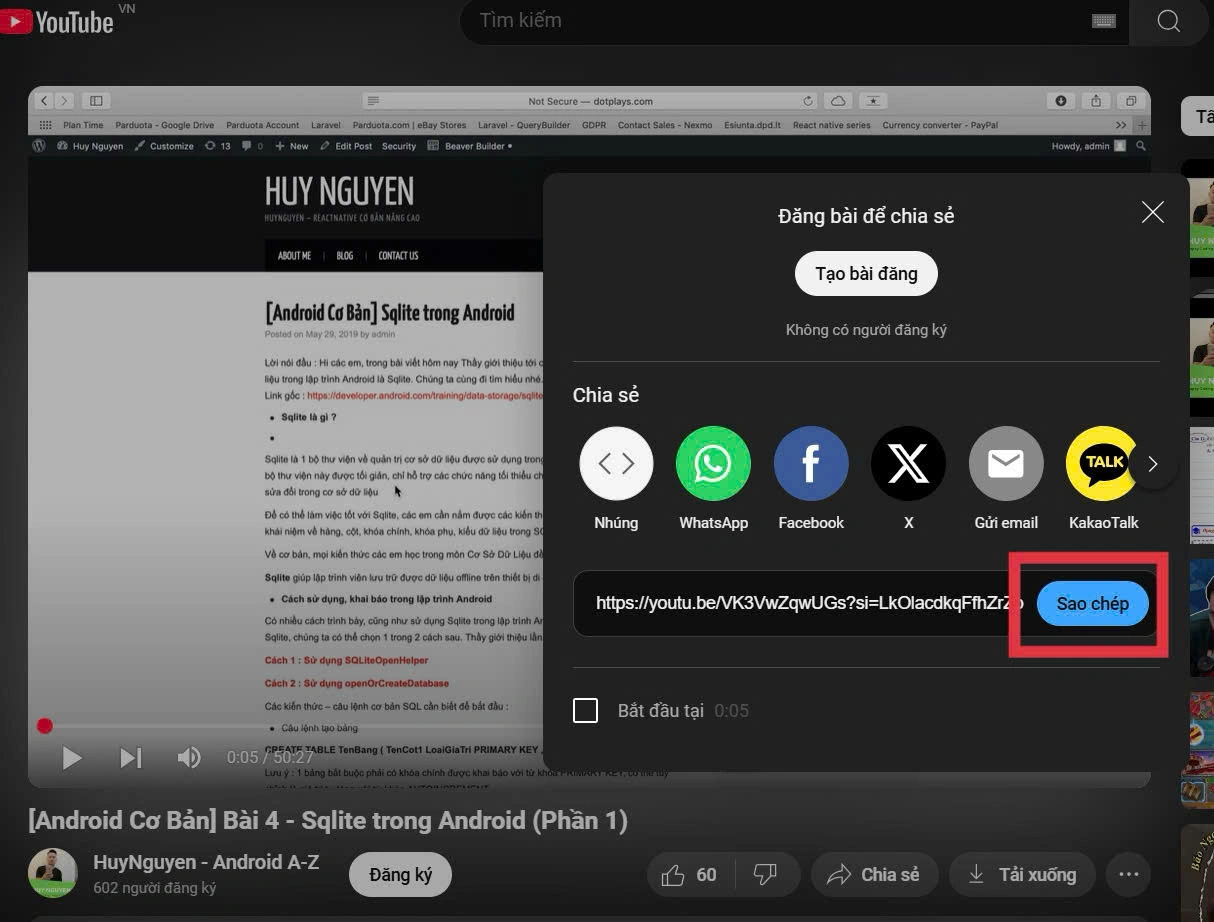 YouTube VN
Tìm kiếm
Not Secure — dotplays.com
Plan Time Parduota - Google Drive Parduota Account Laravel Parduota.com | eBay Stores Laravel - QueryBuilder GDPR Contact Sales - Nexmo Esiunta.dpd.lt React native series Currency converter - PayPal
Huy Nguyen Customize 13 0 New Edit Post Security Beaver Builder
Howdy, admin
HUY NGUYEN
HUYNGUYEN – REACTNATIVE CƠ BẢN NÂNG CAO
ABOUT ME BLOG CONTACT US
[Android Cơ Bản] Sqlite trong Android
Posted on May 29, 2019 by admin
Lời nói đầu : Hi các em, trong bài viết hôm nay Thầy giới thiệu tới
liệu trong lập trình Android là Sqlite. Chúng ta cùng đi tìm hiểu nhé.
Link gốc : https://developer.android.com/training/data-storage/sqlite
Sqlite là gì ?
Sqlite là 1 bộ thư viện về quản trị cơ sở dữ liệu được sử dụng trong
bộ thư viện này được tối giản, chỉ hỗ trợ các chức năng tối thiểu
sửa đổi trong cơ sở dữ liệu
Để có thể làm việc tốt với Sqlite, các em cần nắm được các kiến
khái niệm về hàng, cột, khóa chính, khóa phụ, kiểu dữ liệu trong
Về cơ bản, mọi kiến thức các em học trong môn Cơ Sở Dữ Liệu
Sqlite giúp lập trình viên lưu trữ được dữ liệu offline trên thiết bị di
Cách sử dụng, khai báo trong lập trình Android
Có nhiều cách trình bày, cũng như sử dụng Sqlite trong lập trình
Sqlite, chúng ta có thể chọn 1 trong 2 cách sau. Thầy giới thiệu
Cách 1 : Sử dụng SQLiteOpenHelper
Cách 2 : Sử dụng openOrCreateDatabase
Các kiến thức – câu lệnh cơ bản SQL cần biết để bắt đầu :
Câu lệnh tạo bảng
CREATE TABLE TenBang ( TenCot1 LoaiGiaTri PRIMARY KEY ,
Lưu ý : 1 bảng bắt buộc phải có khóa chính được khai báo với từ khóa PRIMARY KEY, có thể tùy
0:05 / 50:27
Đăng bài để chia sẻ
Tạo bài đăng
Không có người đăng ký
Chia sẻ
TALK
Nhúng WhatsApp Facebook X Gửi email KakaoTalk
https://youtu.be/VK3VwZqwUGs?si=LkOlacdkqFfhZrZ
Sao chép
Bắt đầu tại 0:05
[Android Cơ Bản] Bài 4 - Sqlite trong Android (Phần 1)
HuyNguyen - Android A-Z
602 người đăng ký
Đăng ký
60
Chia sẻ
Tải xuống